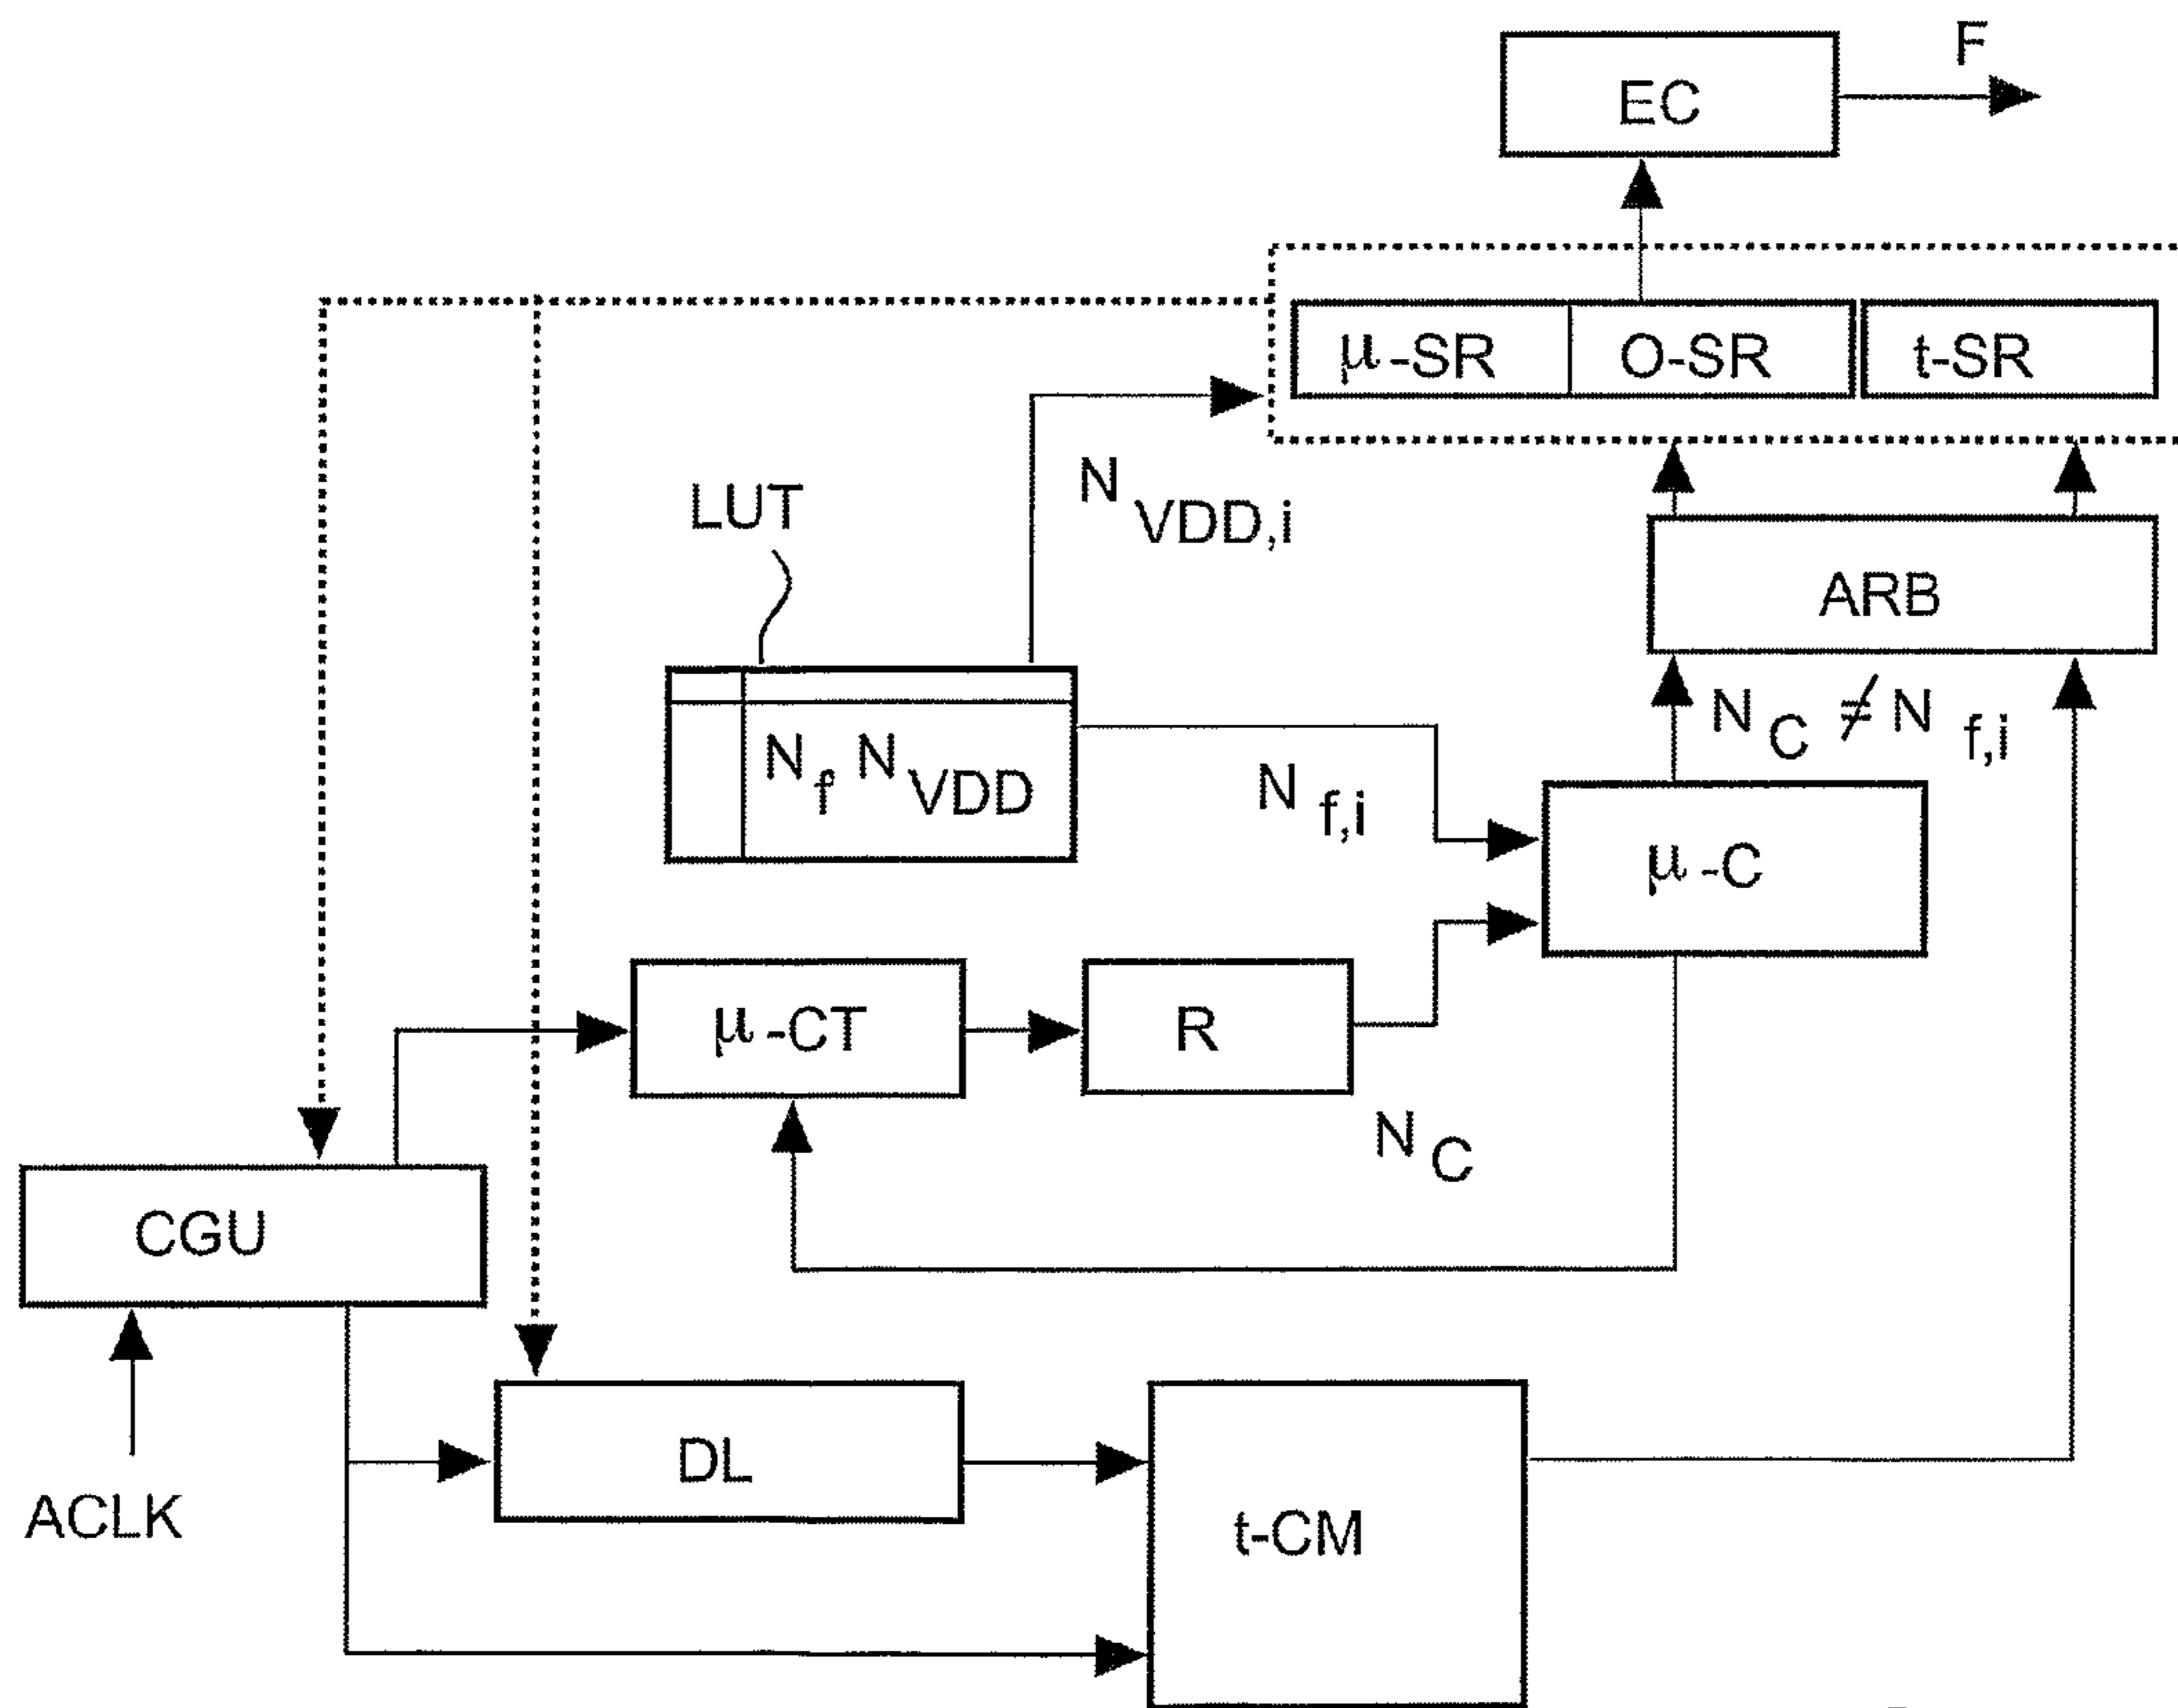 F
EC
μ-SR
O-SR
t-SR
N VDD,i
LUT
ARB
N C ≠ N f,i
N f N VDD
N f,i
μ-C
μ-CT
R
N C
CGU
DL
t-CM
ACLK